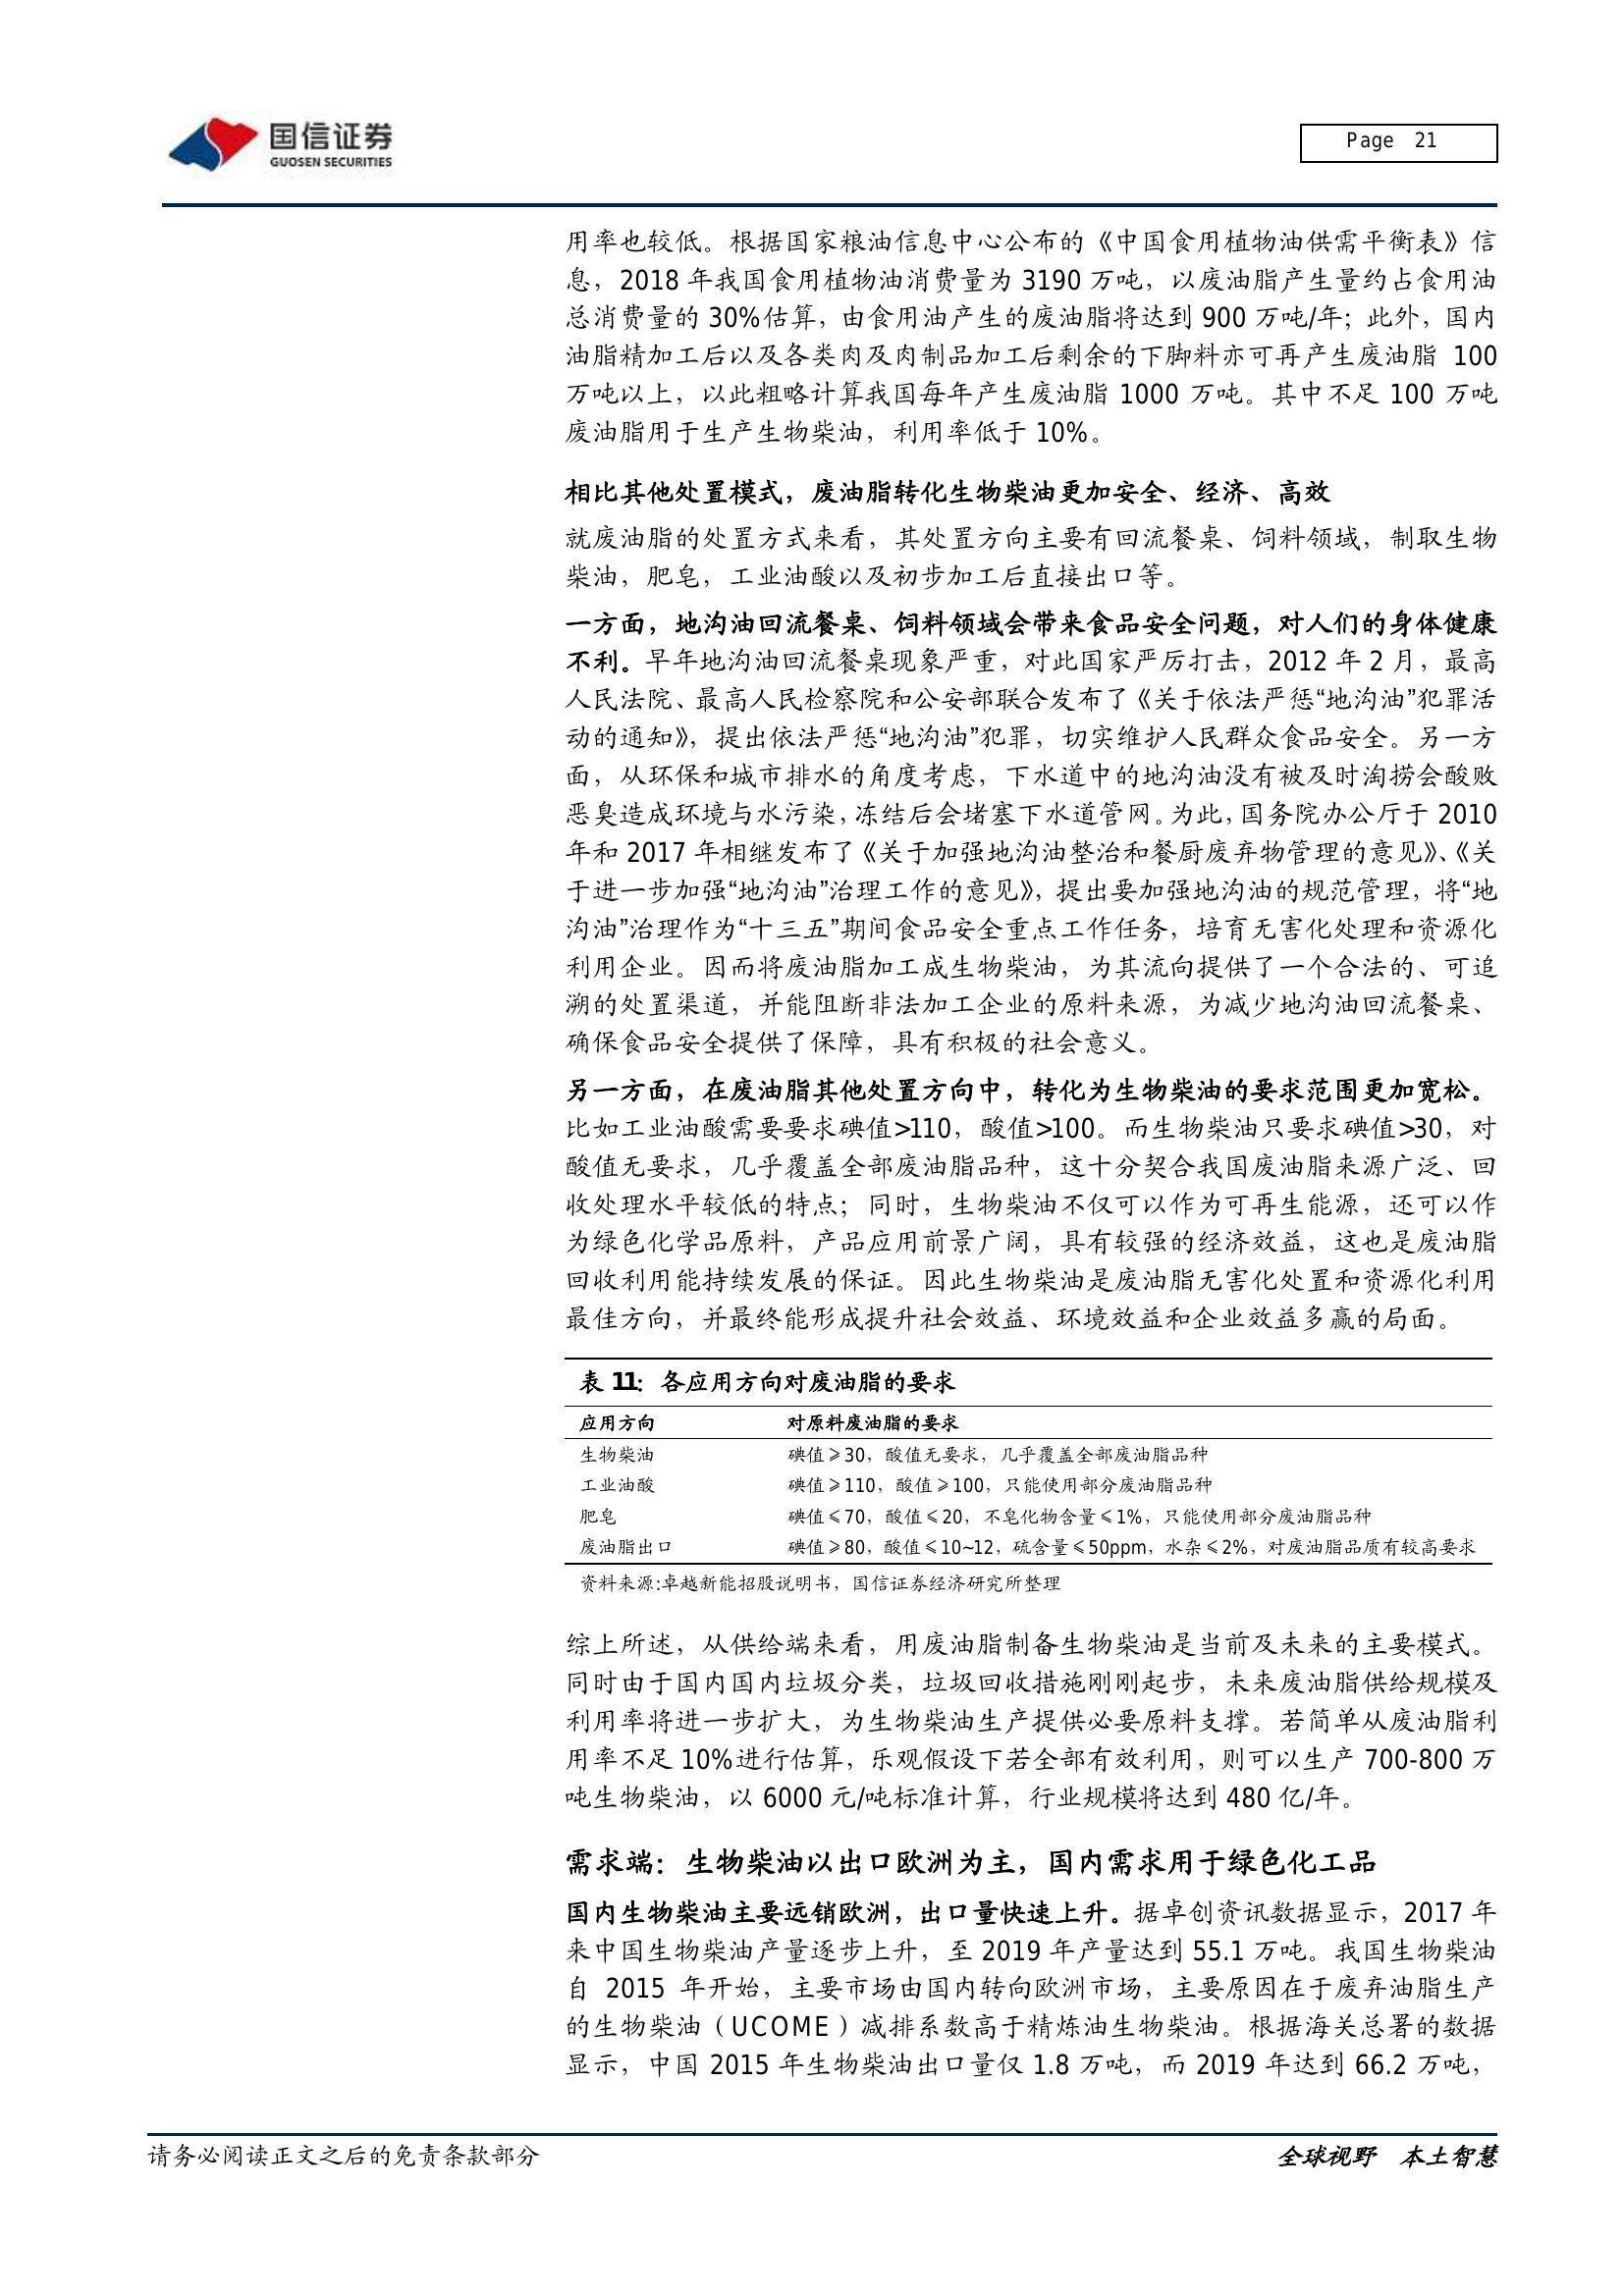 国信证券
GUOSEN SECURITIES
Page 21
用率也较低。根据国家粮油信息中心公布的《中国食用植物油供需平衡表》信
息，2018 年我国食用植物油消费量为 3190 万吨，以废油脂产生量约占食用油
总消费量的 30%估算，由食用油产生的废油脂将达到 900 万吨/年；此外，国内
油脂精加工后以及各类肉及肉制品加工后剩余的下脚料亦可再产生废油脂 100
万吨以上，以此粗略计算我国每年产生废油脂 1000 万吨。其中不足 100 万吨
废油脂用于生产生物柴油，利用率低于 10%。
相比其他处置模式，废油脂转化生物柴油更加安全、经济、高效
就废油脂的处置方式来看，其处置方向主要有回流餐桌、饲料领域，制取生物
柴油，肥皂，工业油酸以及初步加工后直接出口等。
一方面，地沟油回流餐桌、饲料领域会带来食品安全问题，对人们的身体健康
不利。早年地沟油回流餐桌现象严重，对此国家严厉打击，2012 年 2 月，最高
人民法院、最高人民检察院和公安部联合发布了《关于依法严惩“地沟油”犯罪活
动的通知》，提出依法严惩“地沟油”犯罪，切实维护人民群众食品安全。另一方
面，从环保和城市排水的角度考虑，下水道中的地沟油没有被及时淘捞会酸败
恶臭造成环境与水污染，冻结后会堵塞下水道管网。为此，国务院办公厅于 2010
年和 2017 年相继发布了《关于加强地沟油整治和餐厨废弃物管理的意见》、《关
于进一步加强“地沟油”治理工作的意见》，提出要加强地沟油的规范管理，将“地
沟油”治理作为“十三五”期间食品安全重点工作任务，培育无害化处理和资源化
利用企业。因而将废油脂加工成生物柴油，为其流向提供了一个合法的、可追
溯的处置渠道，并能阻断非法加工企业的原料来源，为减少地沟油回流餐桌、
确保食品安全提供了保障，具有积极的社会意义。
另一方面，在废油脂其他处置方向中，转化为生物柴油的要求范围更加宽松。
比如工业油酸需要要求碘值>110，酸值>100。而生物柴油只要求碘值>30，对
酸值无要求，几乎覆盖全部废油脂品种，这十分契合我国废油脂来源广泛、回
收处理水平较低的特点；同时，生物柴油不仅可以作为可再生能源，还可以作
为绿色化学品原料，产品应用前景广阔，具有较强的经济效益，这也是废油脂
回收利用能持续发展的保证。因此生物柴油是废油脂无害化处置和资源化利用
最佳方向，并最终能形成提升社会效益、环境效益和企业效益多赢的局面。
表 11：各应用方向对废油脂的要求
应用方向 对原料废油脂的要求
生物柴油 碘值≥30，酸值无要求，几乎覆盖全部废油脂品种
工业油酸 碘值≥110，酸值≥100，只能使用部分废油脂品种
肥皂 碘值≤70，酸值≤20，不皂化物含量≤1%，只能使用部分废油脂品种
废油脂出口 碘值≥80，酸值≤10~12，硫含量≤50ppm，水杂≤2%，对废油脂品质有较高要求
资料来源:卓越新能招股说明书，国信证券经济研究所整理
综上所述，从供给端来看，用废油脂制备生物柴油是当前及未来的主要模式。
同时由于国内国内垃圾分类，垃圾回收措施刚刚起步，未来废油脂供给规模及
利用率将进一步扩大，为生物柴油生产提供必要原料支撑。若简单从废油脂利
用率不足 10%进行估算，乐观假设下若全部有效利用，则可以生产 700-800 万
吨生物柴油，以 6000 元/吨标准计算，行业规模将达到 480 亿/年。
需求端：生物柴油以出口欧洲为主，国内需求用于绿色化工品
国内生物柴油主要远销欧洲，出口量快速上升。据卓创资讯数据显示，2017 年
来中国生物柴油产量逐步上升，至 2019 年产量达到 55.1 万吨。我国生物柴油
自 2015 年开始，主要市场由国内转向欧洲市场，主要原因在于废弃油脂生产
的生物柴油（UCOME）减排系数高于精炼油生物柴油。根据海关总署的数据
显示，中国 2015 年生物柴油出口量仅 1.8 万吨，而 2019 年达到 66.2 万吨，
请务必阅读正文之后的免责条款部分
全球视野 本土智慧